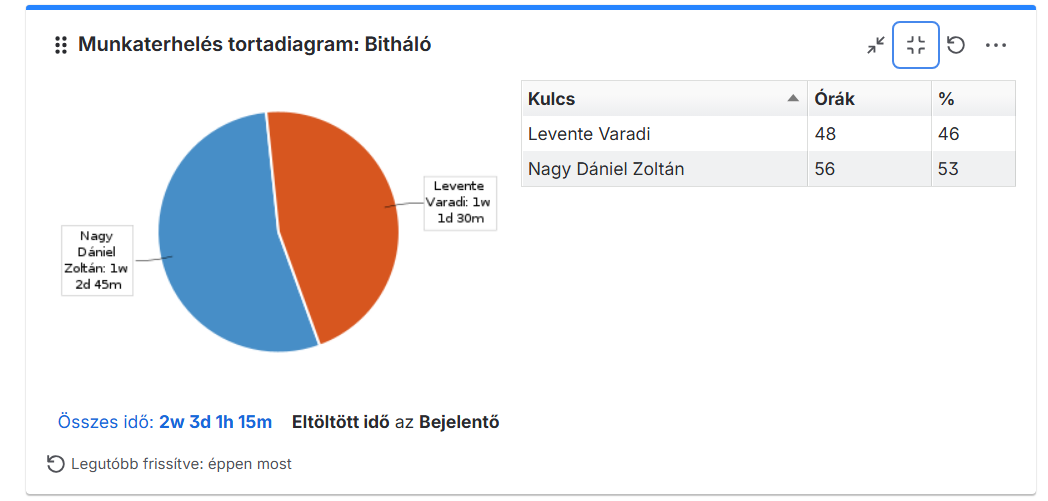 Munkaterhelés tortadiagram: Bitháló
Kulcs Órák %
Levente Varadi 48 46
Nagy Dániel Zoltán 56 53
Levente
Varadi: 1w
1d 30m
Nagy
Dániel
Zoltán: 1w
2d 45m
Összes idő: 2w 3d 1h 15m Eltöltött idő az Bejelentő
Legutóbb frissítve: éppen most